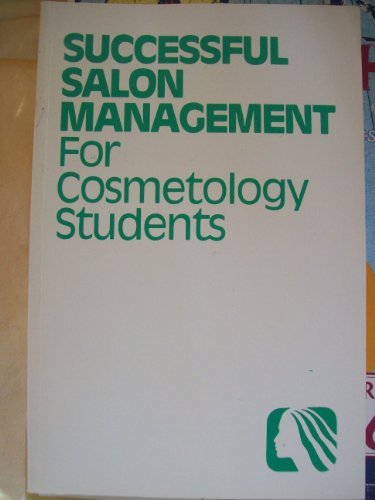 SUCCESSFUL
SALON
MANAGEMENT
For
Cosmetology
Students